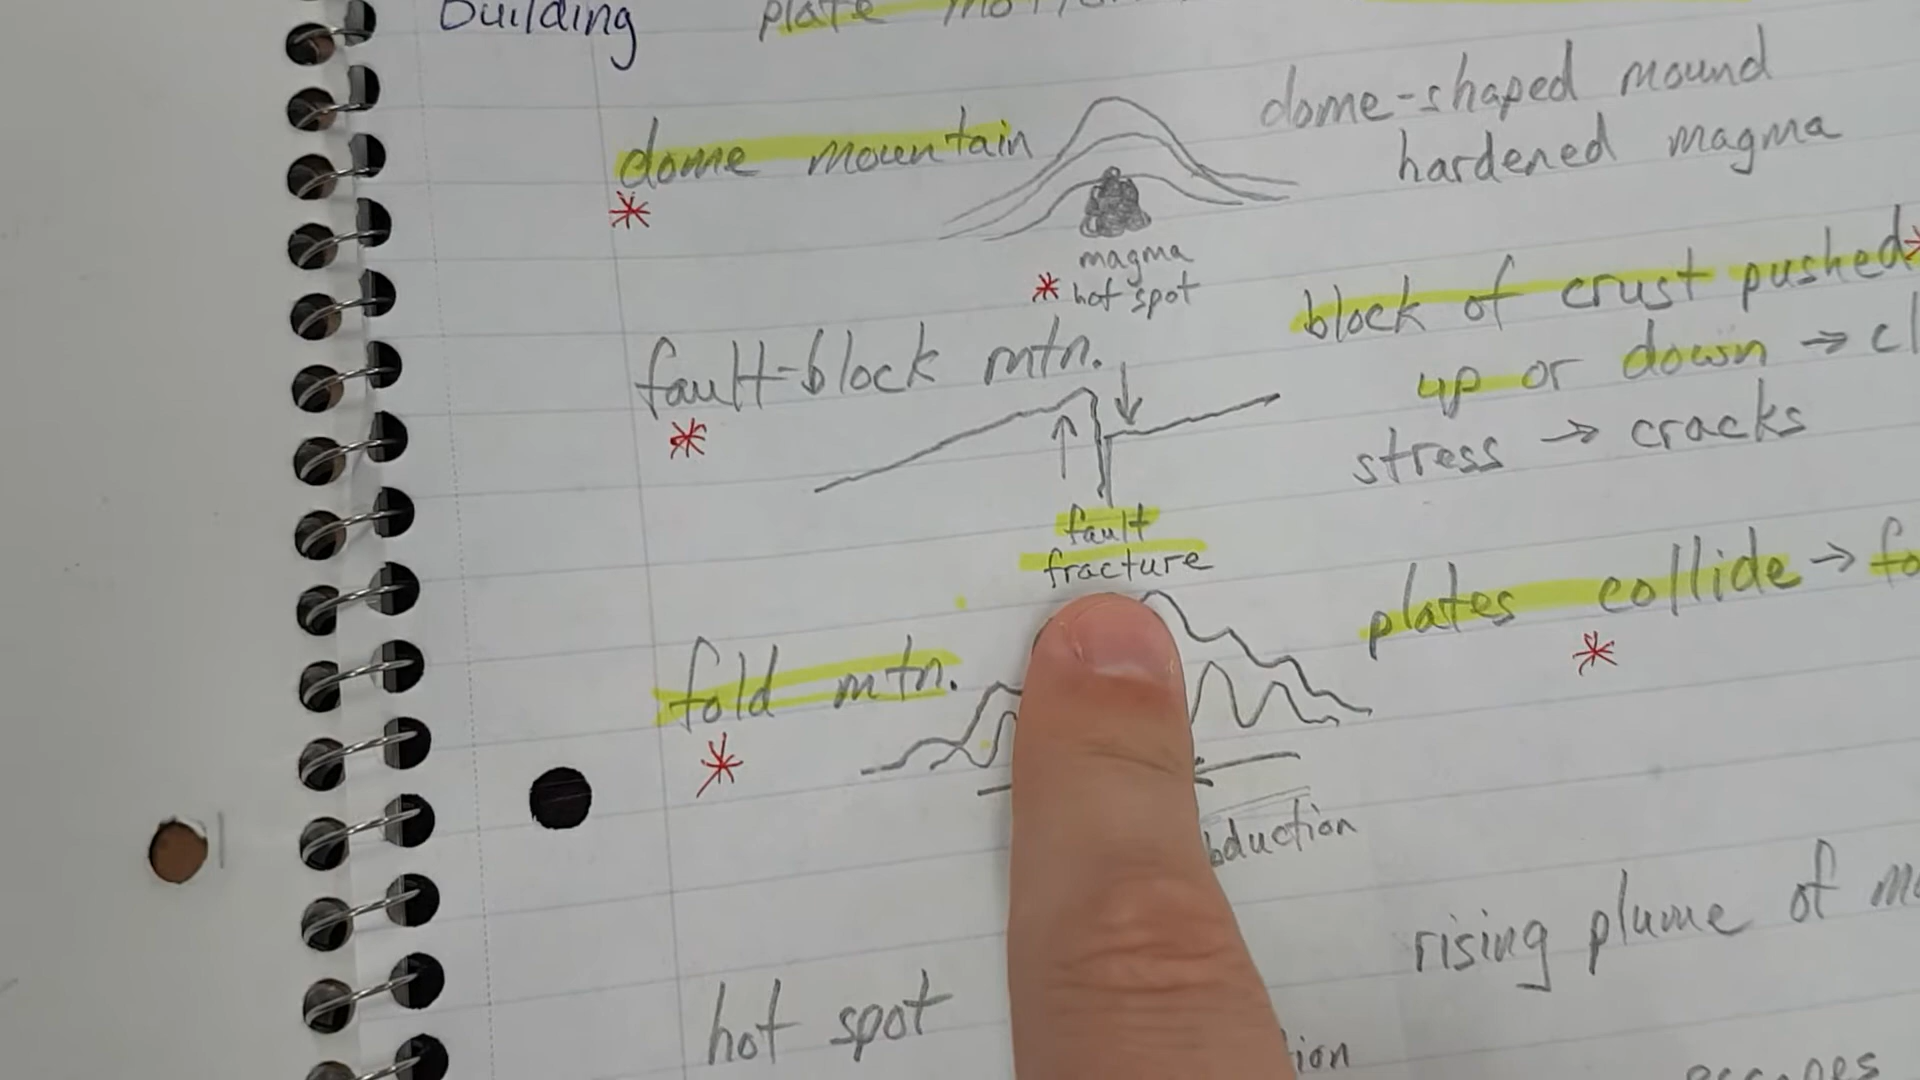 Building plate
dome mountain
dome-shaped mound
hardened magma
magma
* hot spot
*
fault-block mtn.
*
block of crust pushed *
up or down →
stress → cracks
fault
fracture
fold mtn.
*
plates collide →
*
hot spot
rising plume of